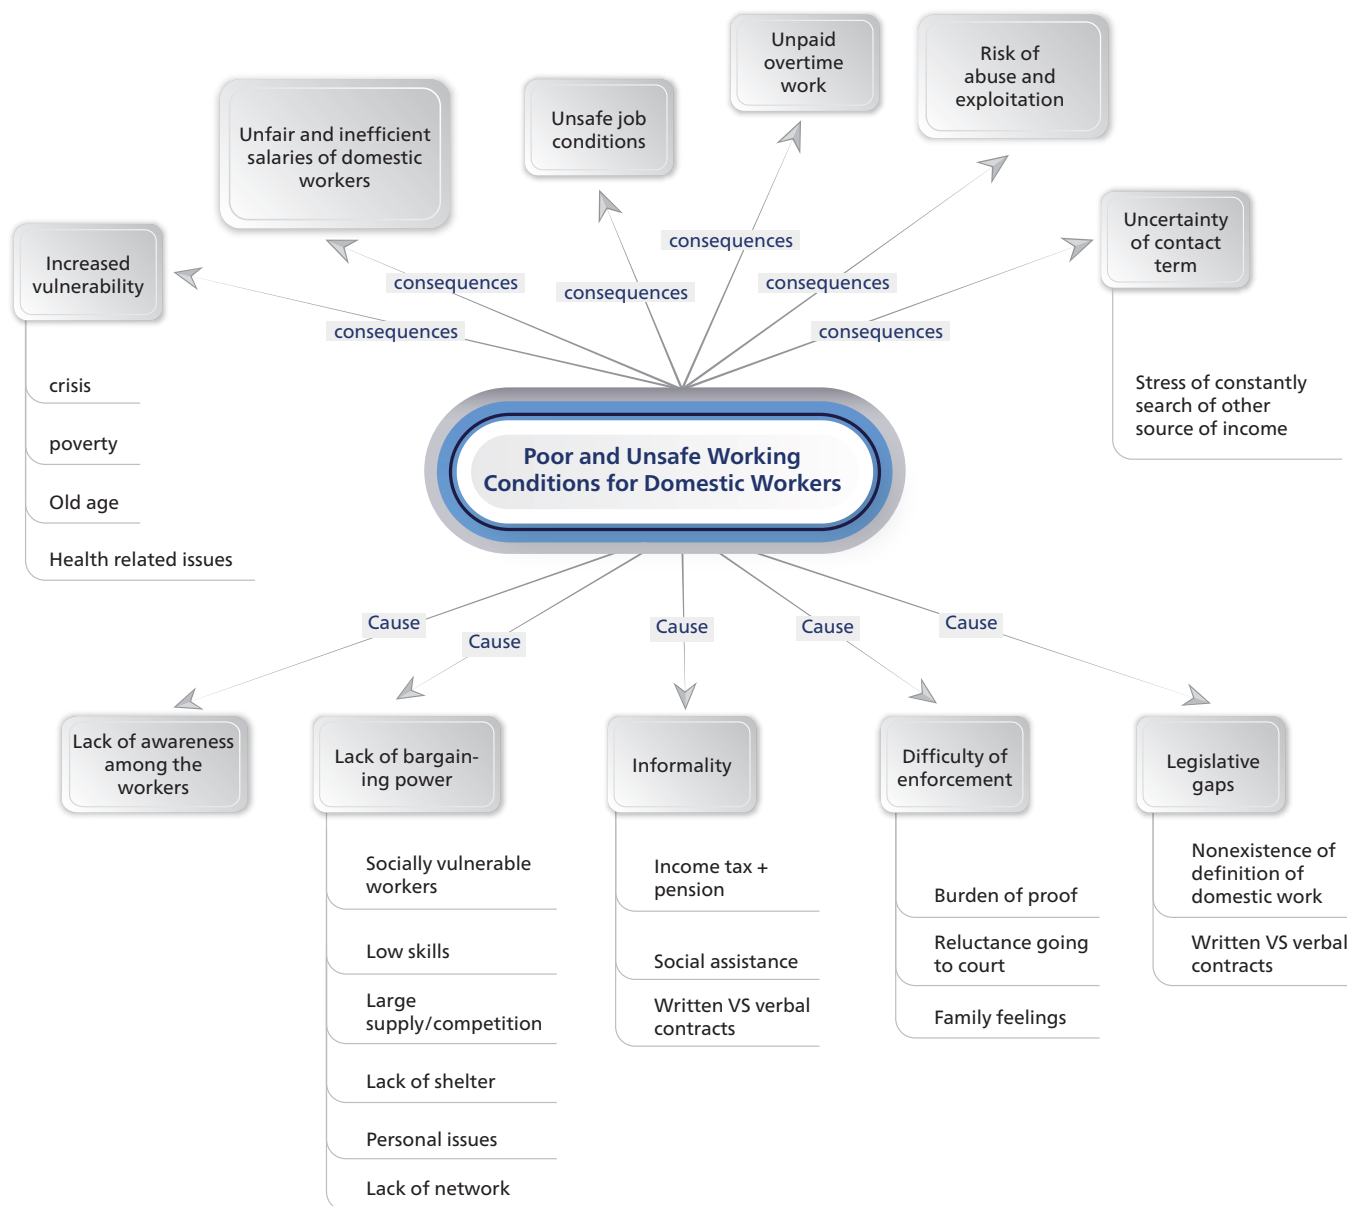 Unpaid
overtime
work
Risk of
abuse and
exploitation
Unsafe job
conditions
Unfair and inefficient
salaries of domestic
workers
Uncertainty
of contact
term
Increased
vulnerability
consequences
consequences
consequences
consequences
consequences
consequences
crisis
poverty
Old age
Health related issues
Stress of constantly
search of other
source of income
Poor and Unsafe Working
Conditions for Domestic Workers
Cause
Cause
Cause
Cause
Cause
Lack of awareness
among the
workers
Lack of bargain-
ing power
Socially vulnerable
workers
Low skills
Large
supply/competition
Lack of shelter
Personal issues
Lack of network
Informality
Income tax +
pension
Social assistance
Written VS verbal
contracts
Difficulty of
enforcement
Burden of proof
Reluctance going
to court
Family feelings
Legislative
gaps
Nonexistence of
definition of
domestic work
Written VS verbal
contracts